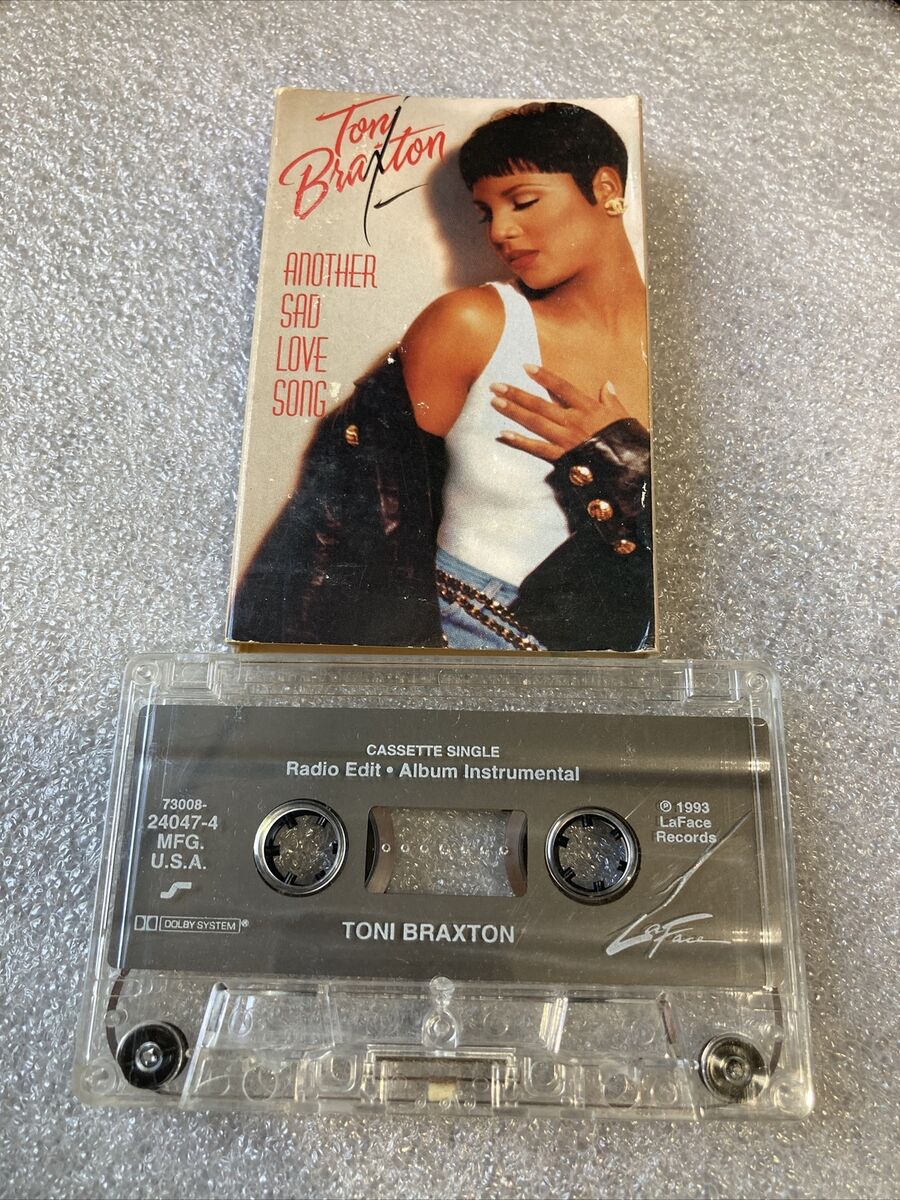 Toni
Braxton
ANOTHER
SAD
LOVE
SONG
CASSETTE SINGLE
Radio Edit • Album Instrumental
73008-
24047-4
MFG.
U.S.A.
℗ 1993
LaFace
Records
DOLBY SYSTEM®
TONI BRAXTON
LaFace